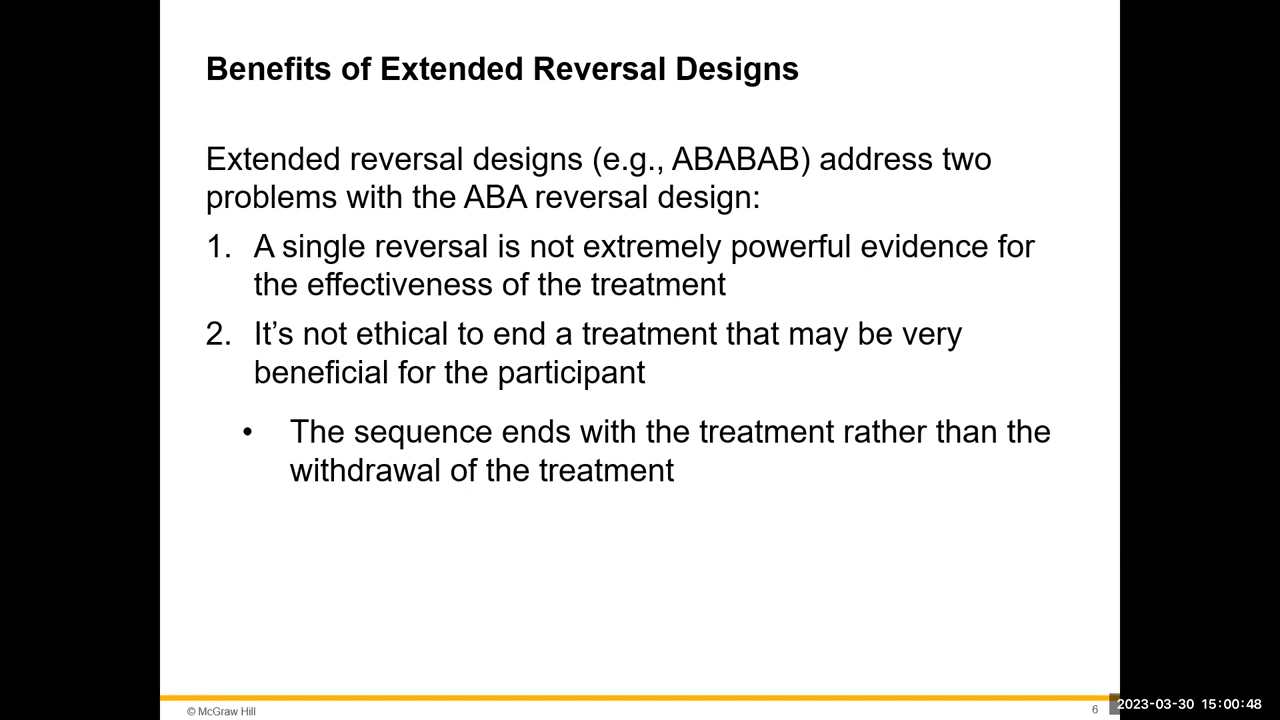 Benefits of Extended Reversal Designs
Extended reversal designs (e.g., ABABAB) address two
problems with the ABA reversal design:
1. A single reversal is not extremely powerful evidence for
the effectiveness of the treatment
2. It’s not ethical to end a treatment that may be very
beneficial for the participant
• The sequence ends with the treatment rather than the
withdrawal of the treatment
© McGraw Hill
6
2023-03-30 15:00:48